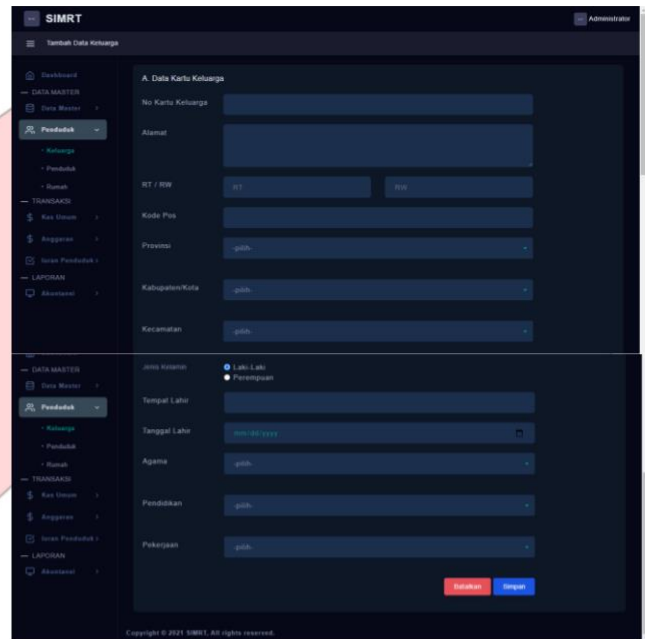 SIMRT
Administrator
Tambah Data Keluarga
Dashboard
DATA MASTER
Data Master
Penduduk
Keluarga
Penduduk
Rumah
TRANSAKSI
Kas Umum
Anggaran
Iuran Penduduk
LAPORAN
Akuntansi
A. Data Kartu Keluarga
No Kartu Keluarga
Alamat
RT / RW
RT
RW
Kode Pos
Provinsi
-pilih-
Kabupaten/Kota
-pilih-
Kecamatan
-pilih-
DATA MASTER
Data Master
Penduduk
Keluarga
Penduduk
Rumah
TRANSAKSI
Kas Umum
Anggaran
Iuran Penduduk
LAPORAN
Akuntansi
Jenis Kelamin
Laki-Laki
Perempuan
Tempat Lahir
Tanggal Lahir
mm/dd/yyyy
Agama
-pilih-
Pendidikan
-pilih-
Pekerjaan
-pilih-
Batalkan
Simpan
Copyright © 2021 SIMRT, All rights reserved.